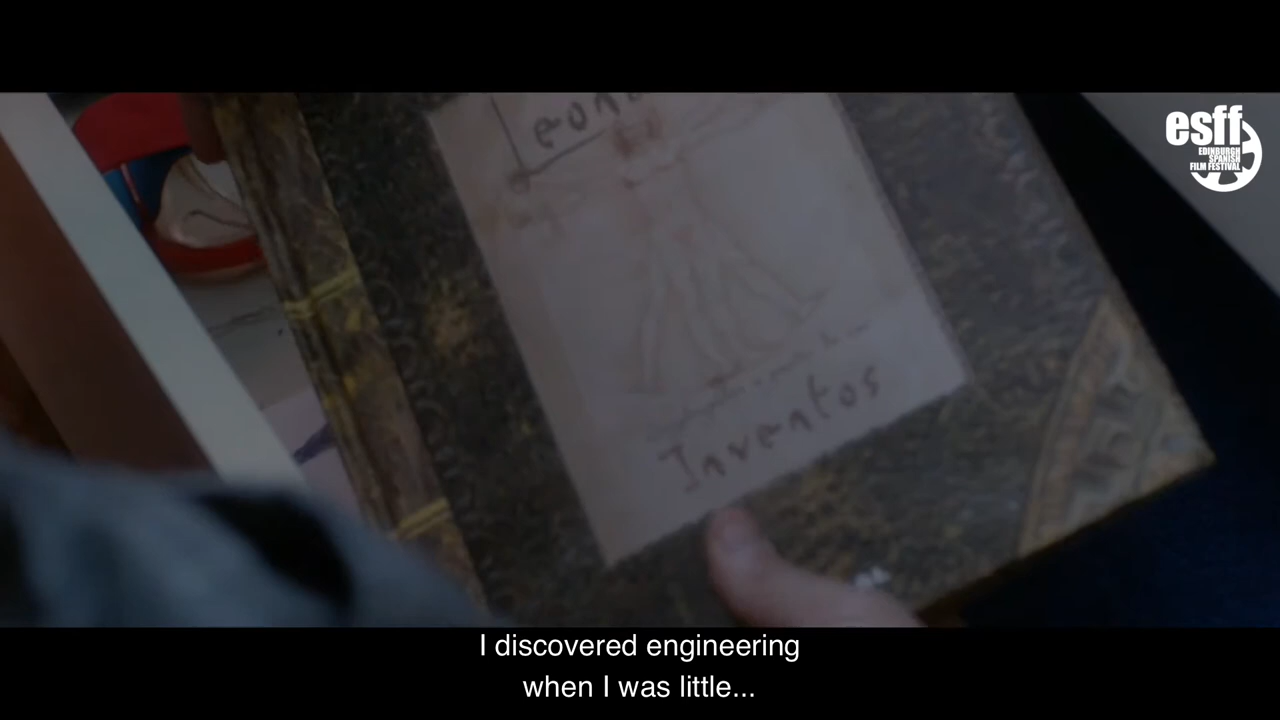 esff
EDINBURGH
SPANISH
FILM FESTIVAL
Inventos
I discovered engineering
when I was little...